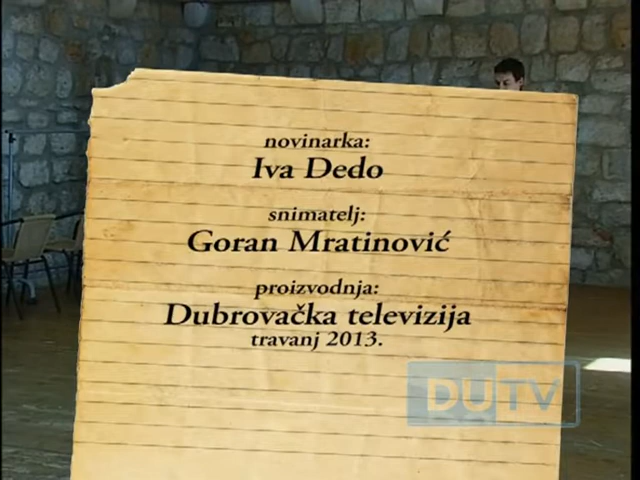 novinarka:
Iva Dedo
snimatelj:
Goran Mratinović
proizvodnja:
Dubrovačka televizija
travanj 2013.
DUTV